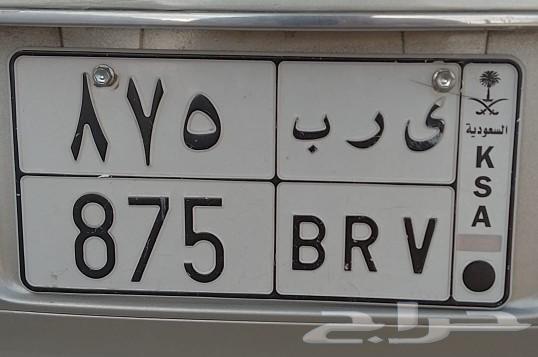 ٨٧٥ ى ر ب
875 BRV
السعودية
K
S
A
حراج